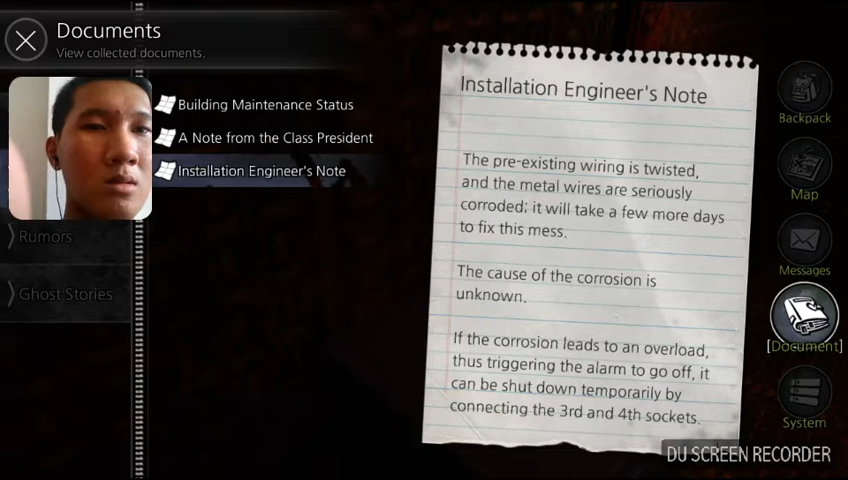 Documents
View collected documents.
Building Maintenance Status
A Note from the Class President
Installation Engineer's Note
Rumors
Ghost Stories
Installation Engineer's Note
The pre-existing wiring is twisted,
and the metal wires are seriously
corroded; it will take a few more days
to fix this mess.
The cause of the corrosion is
unknown.
If the corrosion leads to an overload,
thus triggering the alarm to go off, it
can be shut down temporarily by
connecting the 3rd and 4th sockets.
Backpack
Map
Messages
[Document]
System
DU SCREEN RECORDER